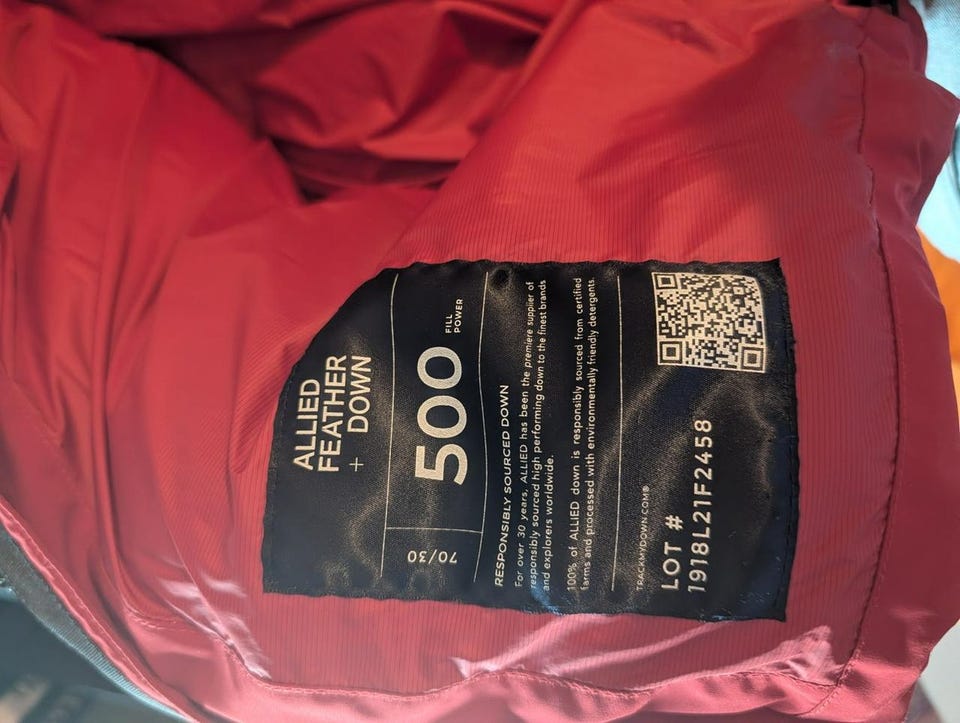 ALLIED
FEATHER
+ DOWN
70/30
500
FILL
POWER
RESPONSIBLY SOURCED DOWN
For over 30 years, ALLIED has been the premiere supplier of
responsibly sourced high performing down to the finest brands
and explorers worldwide.
100% of ALLIED down is responsibly sourced from certified
farms and processed with environmentally friendly detergents.
TRACKMYDOWN.COM®
LOT #
1918L21F2458